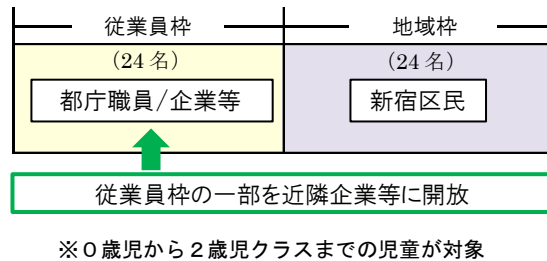 従業員枠 地域枠
（24名） （24名）
都庁職員/企業等 新宿区民
従業員枠の一部を近隣企業等に開放
※０歳児から２歳児クラスまでの児童が対象